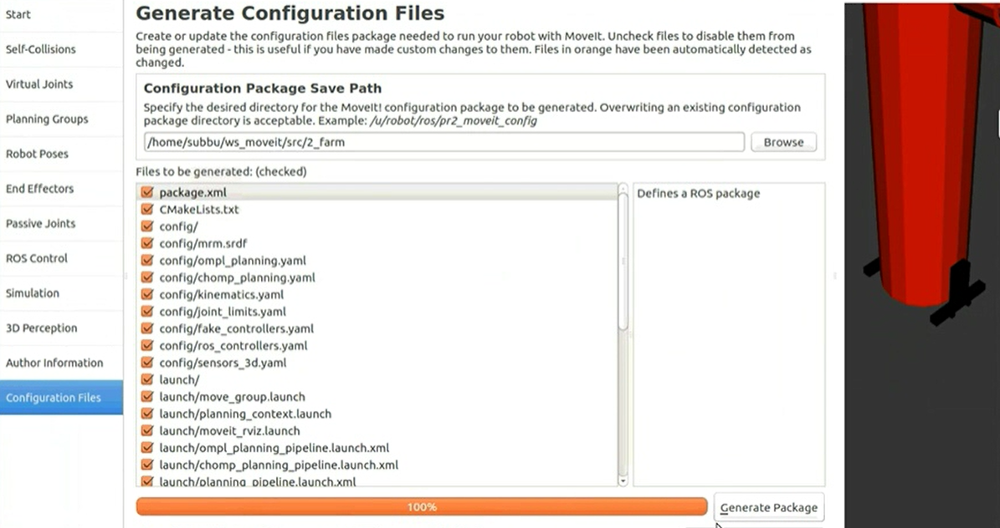 Start
Self-Collisions
Virtual Joints
Planning Groups
Robot Poses
End Effectors
Passive Joints
ROS Control
Simulation
3D Perception
Author Information
Configuration Files
Generate Configuration Files
Create or update the configuration files package needed to run your robot with MoveIt. Uncheck files to disable them from
being generated - this is useful if you have made custom changes to them. Files in orange have been automatically detected as
changed.
Configuration Package Save Path
Specify the desired directory for the MoveIt! configuration package to be generated. Overwriting an existing configuration
package directory is acceptable. Example: /u/robot/ros/pr2_moveit_config
/home/subbu/ws_moveit/src/2_farm
Browse
Files to be generated: (checked)
package.xml
CMakeLists.txt
config/
config/mrm.srdf
config/ompl_planning.yaml
config/chomp_planning.yaml
config/kinematics.yaml
config/joint_limits.yaml
config/fake_controllers.yaml
config/ros_controllers.yaml
config/sensors_3d.yaml
launch/
launch/move_group.launch
launch/planning_context.launch
launch/moveit_rviz.launch
launch/ompl_planning_pipeline.launch.xml
launch/chomp_planning_pipeline.launch.xml
launch/planning_pipeline.launch.xml
Defines a ROS package
100%
Generate Package